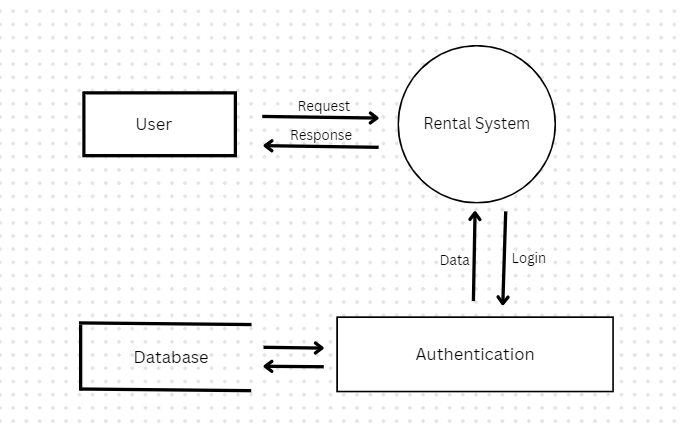 User
Request
Response
Rental System
Data
Login
Database
Authentication